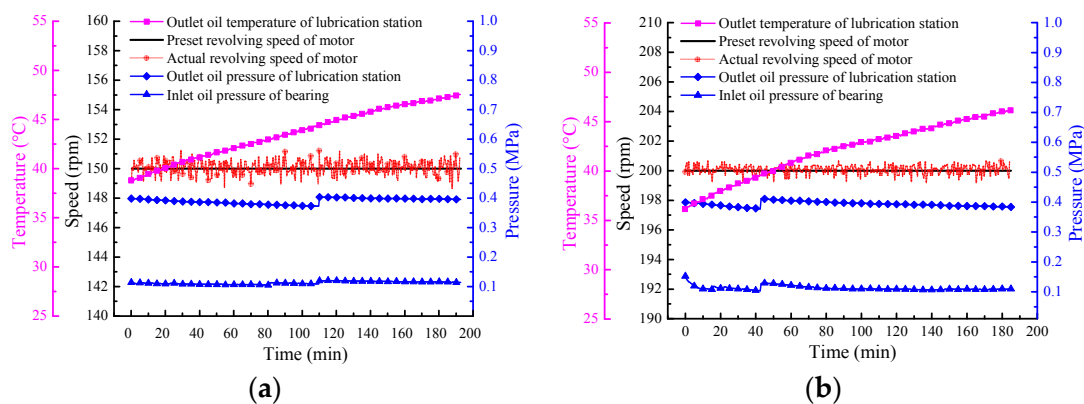 Outlet oil temperature of lubrication station
Preset revolving speed of motor
Actual revolving speed of motor
Outlet oil pressure of lubrication station
Inlet oil pressure of bearing
55
50
45
40
35
30
25
Temperature (°C)
160
158
156
154
152
150
148
146
144
142
140
Speed (rpm)
1.0
0.9
0.8
0.7
0.6
0.5
0.4
0.3
0.2
0.1
Pressure (MPa)
0 20 40 60 80 100 120 140 160 180 200
Time (min)
(a)
Outlet temperature of lubrication station
Preset revolving speed of motor
Actual revolving speed of motor
Outlet oil pressure of lubrication station
Inlet oil pressure of bearing
55
50
45
40
35
30
25
Temperature (°C)
210
208
206
204
202
200
198
196
194
192
190
Speed (rpm)
1.0
0.9
0.8
0.7
0.6
0.5
0.4
0.3
0.2
0.1
Pressure (MPa)
0 20 40 60 80 100 120 140 160 180 200
Time (min)
(b)